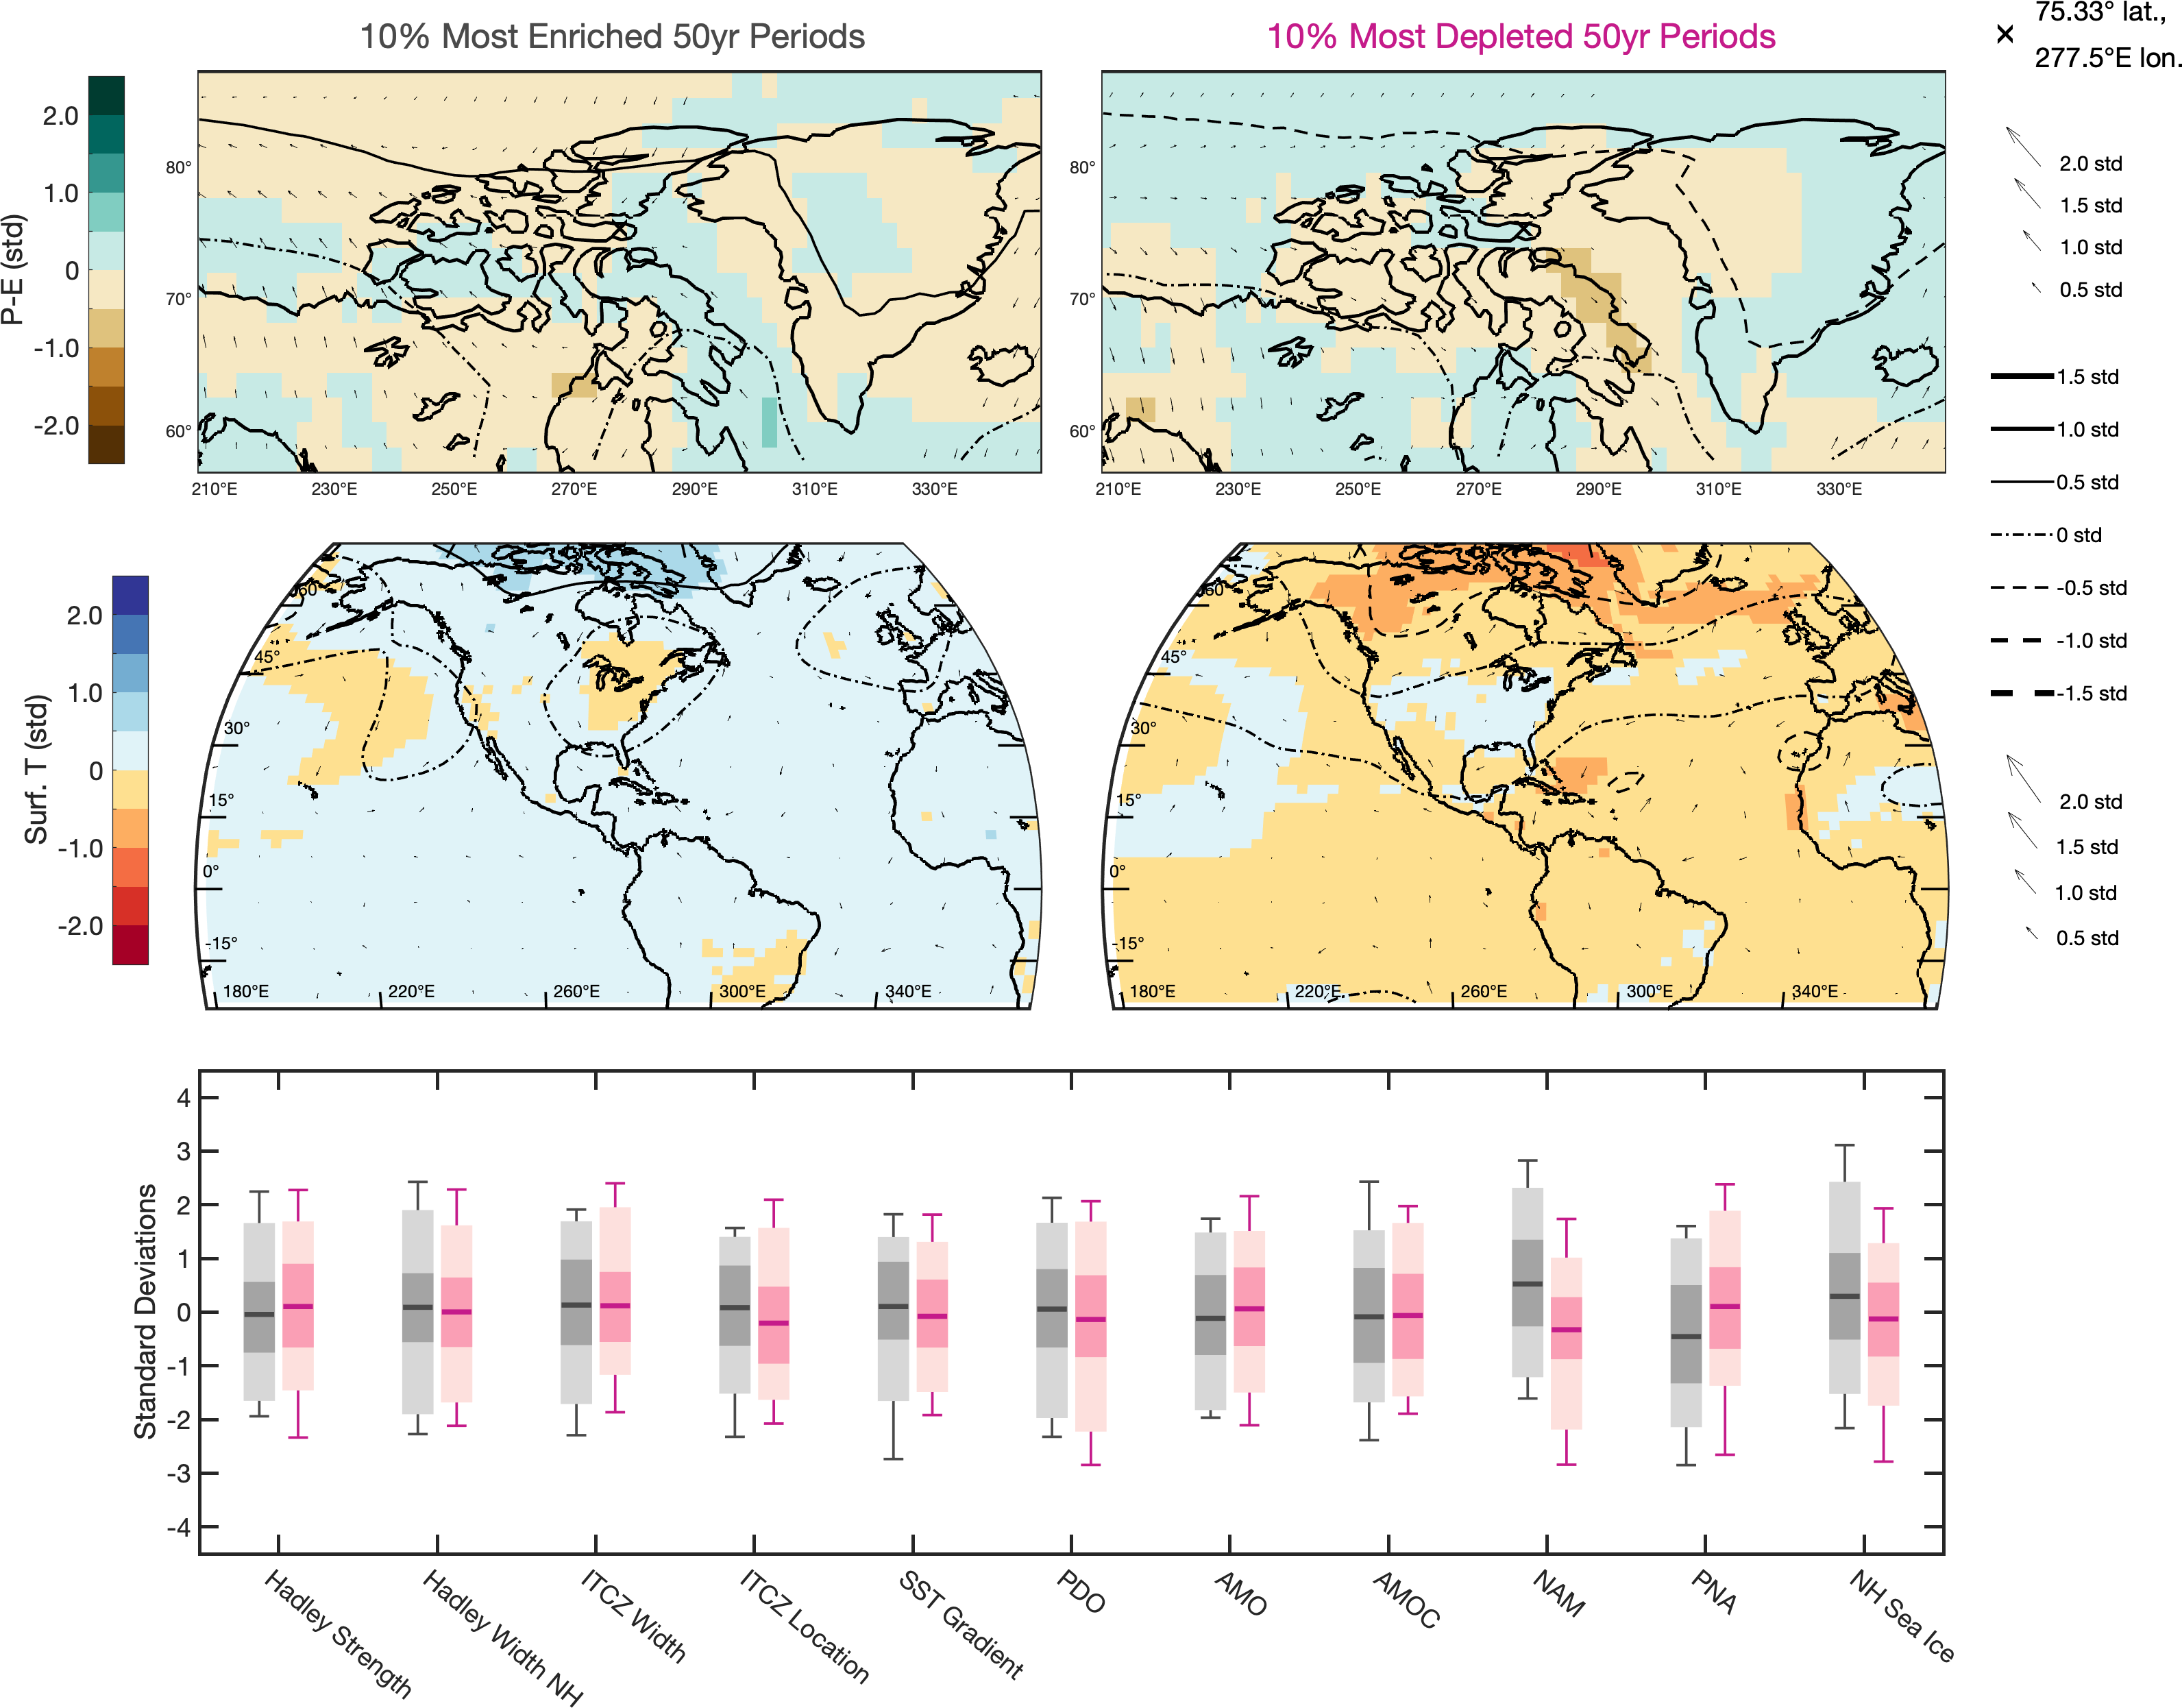 10% Most Enriched 50yr Periods
10% Most Depleted 50yr Periods
75.33° lat.,
277.5°E lon.
P-E (std)
2.0
1.0
0
-1.0
-2.0
80°
70°
60°
210°E 230°E 250°E 270°E 290°E 310°E 330°E
80°
70°
60°
210°E 230°E 250°E 270°E 290°E 310°E 330°E
2.0 std
1.5 std
1.0 std
0.5 std
1.5 std
1.0 std
0.5 std
0 std
-0.5 std
-1.0 std
-1.5 std
Surf. T (std)
2.0
1.0
0
-1.0
-2.0
60°
45°
30°
15°
0°
-15°
180°E 220°E 260°E 300°E 340°E
60°
45°
30°
15°
0°
-15°
180°E 220°E 260°E 300°E 340°E
2.0 std
1.5 std
1.0 std
0.5 std
Standard Deviations
4
3
2
1
0
-1
-2
-3
-4
Hadley Strength
Hadley Width NH
ITCZ Width
ITCZ Location
SST Gradient
PDO
AMO
AMOC
NAM
PNA
NH Sea Ice